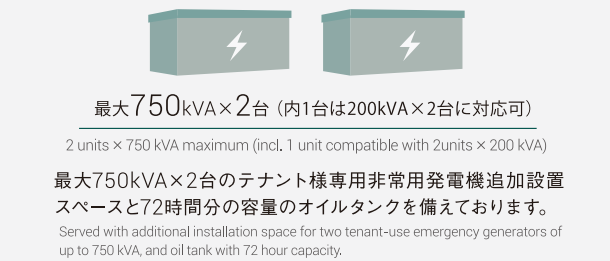 最大750kVA×2台（内1台は200kVA×2台に対応可）
2 units × 750 kVA maximum (incl. 1 unit compatible with 2units × 200 kVA)
最大750kVA×2台のテナント様専用非常用発電機追加設置
スペースと72時間分の容量のオイルタンクを備えております。
Served with additional installation space for two tenant-use emergency generators of
up to 750 kVA, and oil tank with 72 hour capacity.